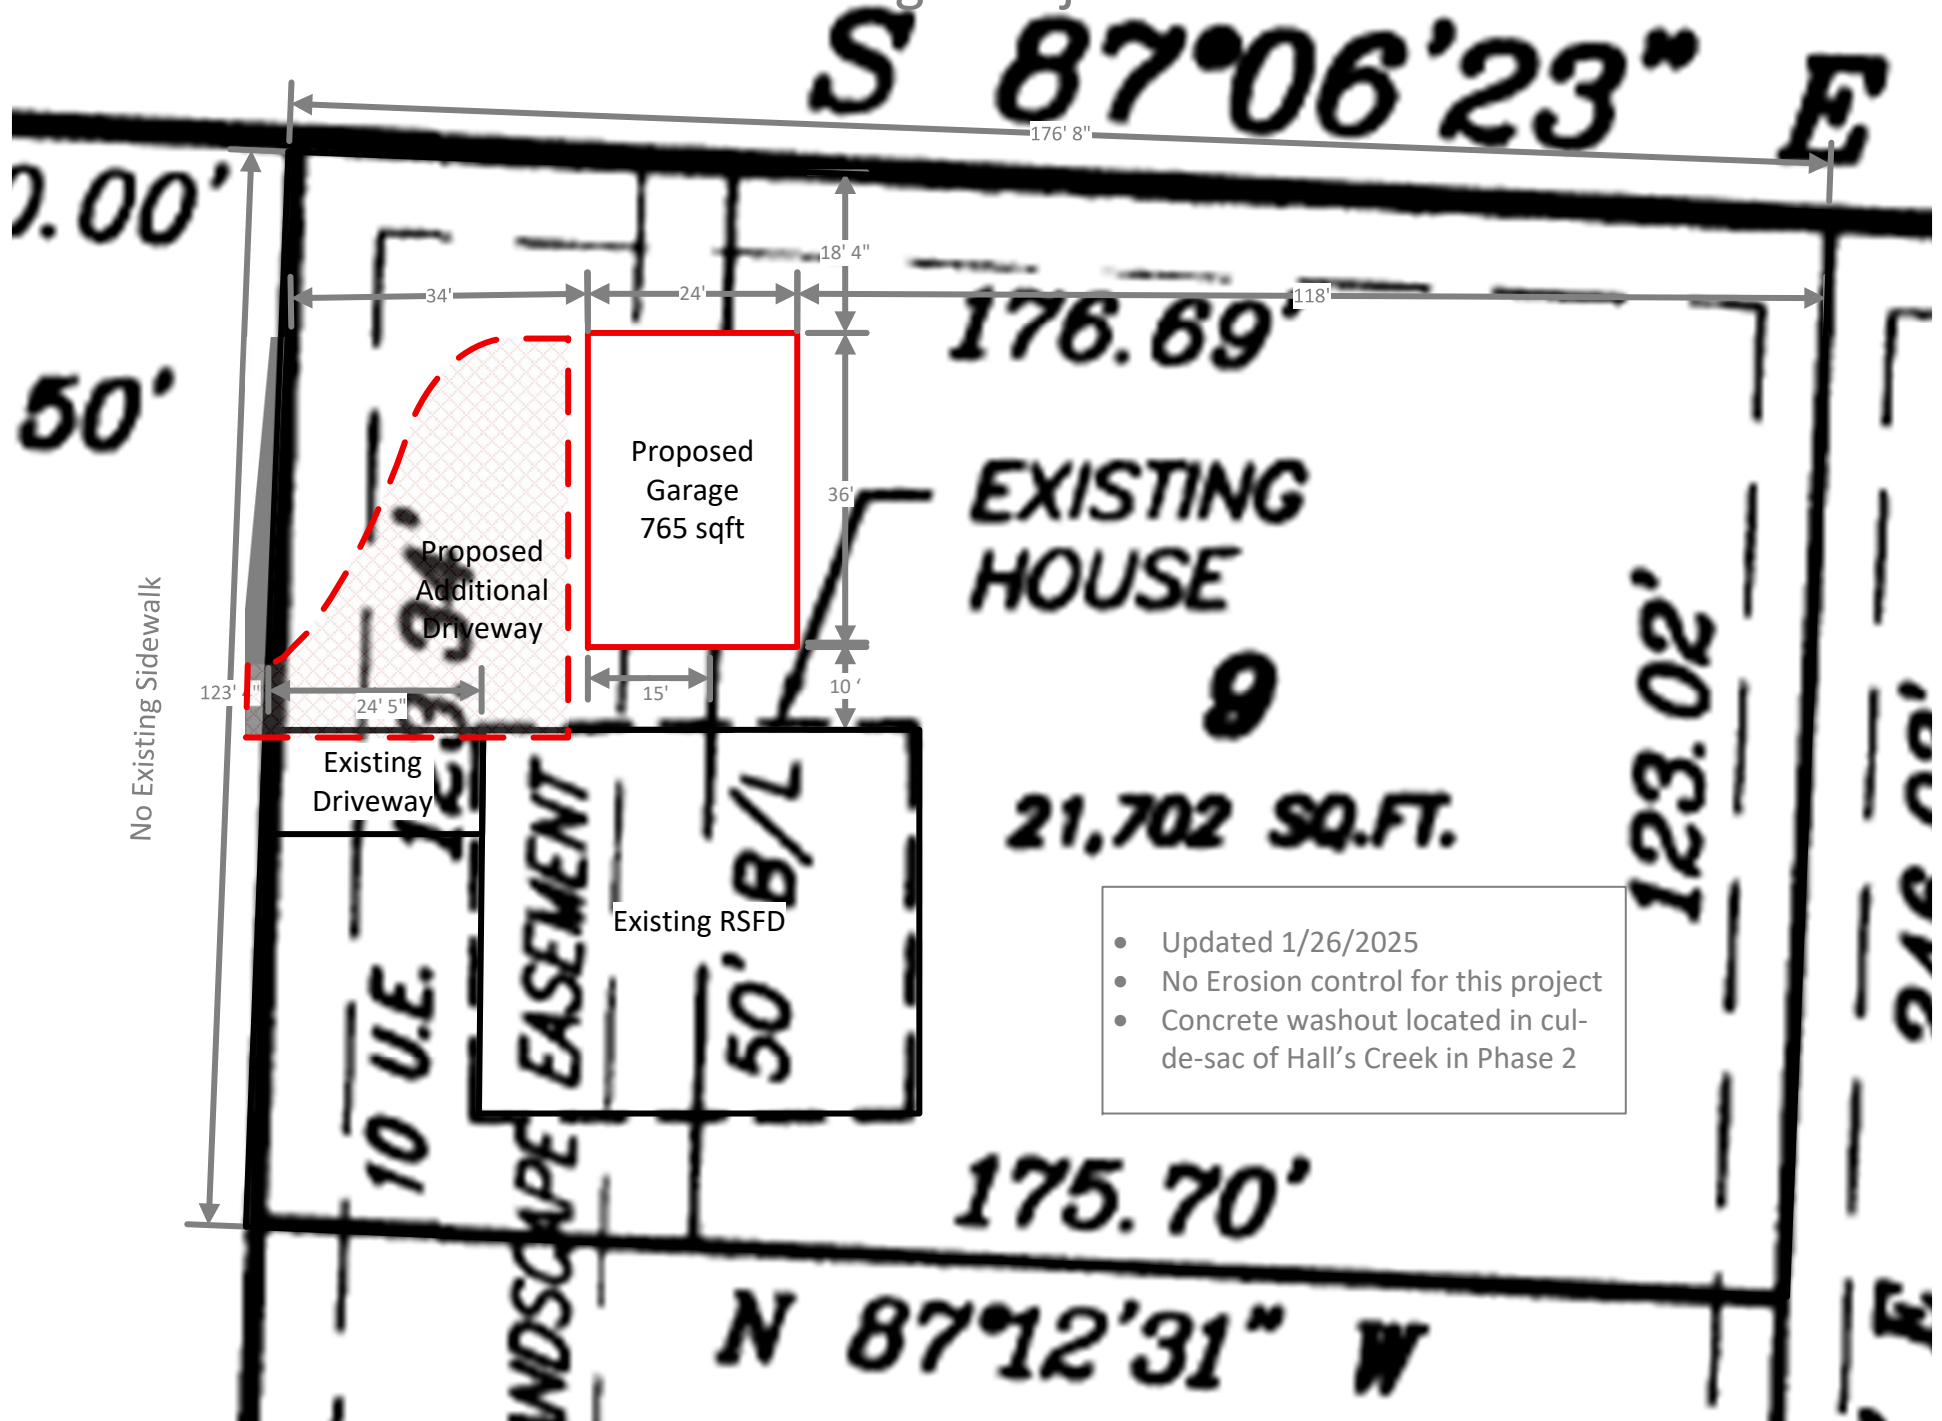 S 87°06'23" E
176' 8"
0.00'
18' 4"
34'
24'
118'
176.69'
50'
Proposed
Garage
765 sqft
36'
EXISTING
HOUSE
Proposed
Additional
Driveway
No Existing Sidewalk
24' 5"
15'
10 ‘
9
123.02'
Existing
Driveway
21,702 SQ.FT.
EASEMENT
B/L
Existing RSFD
50'
10 U.E.
• Updated 1/26/2025
• No Erosion control for this project
• Concrete washout located in cul-
de-sac of Hall’s Creek in Phase 2
175.70'
N 87°12'31" W